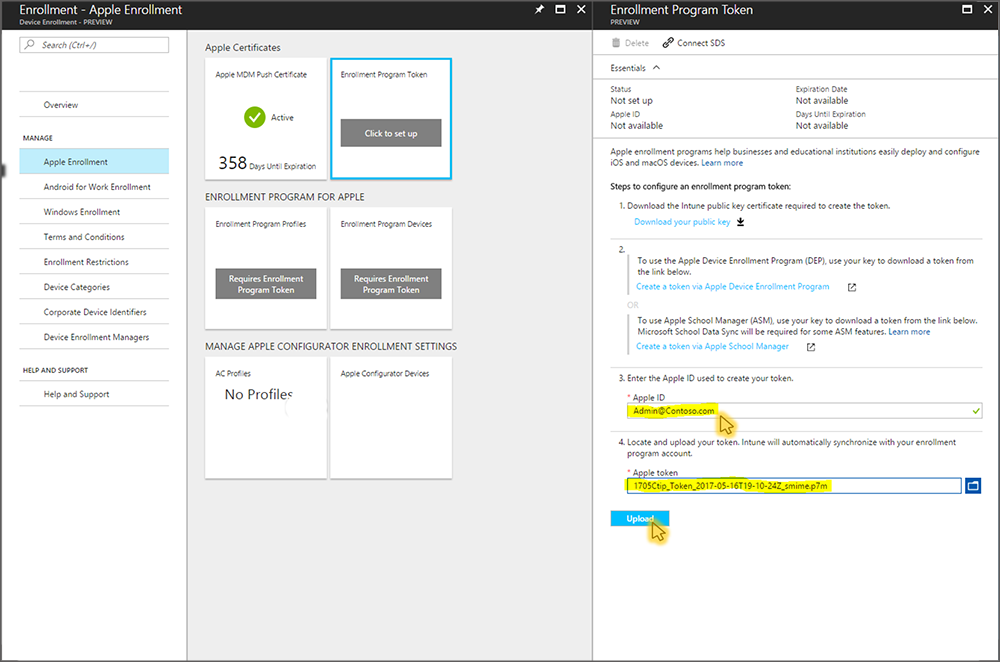 Enrollment - Apple Enrollment
Device Enrollment - PREVIEW
Search (Ctrl+/)
Overview
MANAGE
Apple Enrollment
Android for Work Enrollment
Windows Enrollment
Terms and Conditions
Enrollment Restrictions
Device Categories
Corporate Device Identifiers
Device Enrollment Managers
HELP AND SUPPORT
Help and Support
Apple Certificates
Apple MDM Push Certificate
Active
358 Days Until Expiration
Enrollment Program Token
Click to set up
ENROLLMENT PROGRAM FOR APPLE
Enrollment Program Profiles
Requires Enrollment
Program Token
Enrollment Program Devices
Requires Enrollment
Program Token
MANAGE APPLE CONFIGURATOR ENROLLMENT SETTINGS
AC Profiles
No Profiles
Apple Configurator Devices
Enrollment Program Token
PREVIEW
Delete
Connect SDS
Essentials
Status
Not set up
Expiration Date
Not available
Apple ID
Not available
Days Until Expiration
Not available
Apple enrollment programs help businesses and educational institutions easily deploy and configure
iOS and macOS devices. Learn more
Steps to configure an enrollment program token:
1. Download the Intune public key certificate required to create the token.
Download your public key
2.
To use the Apple Device Enrollment Program (DEP), use your key to download a token from
the link below.
Create a token via Apple Device Enrollment Program
OR
To use Apple School Manager (ASM), use your key to download a token from the link below.
Microsoft School Data Sync will be required for some ASM features. Learn more
Create a token via Apple School Manager
3. Enter the Apple ID used to create your token.
* Apple ID
Admin@Contoso.com
4. Locate and upload your token. Intune will automatically synchronize with your enrollment
program account.
* Apple token
1705Ctip_Token_2017-05-16T19-10-24Z_smime.p7m
Upload